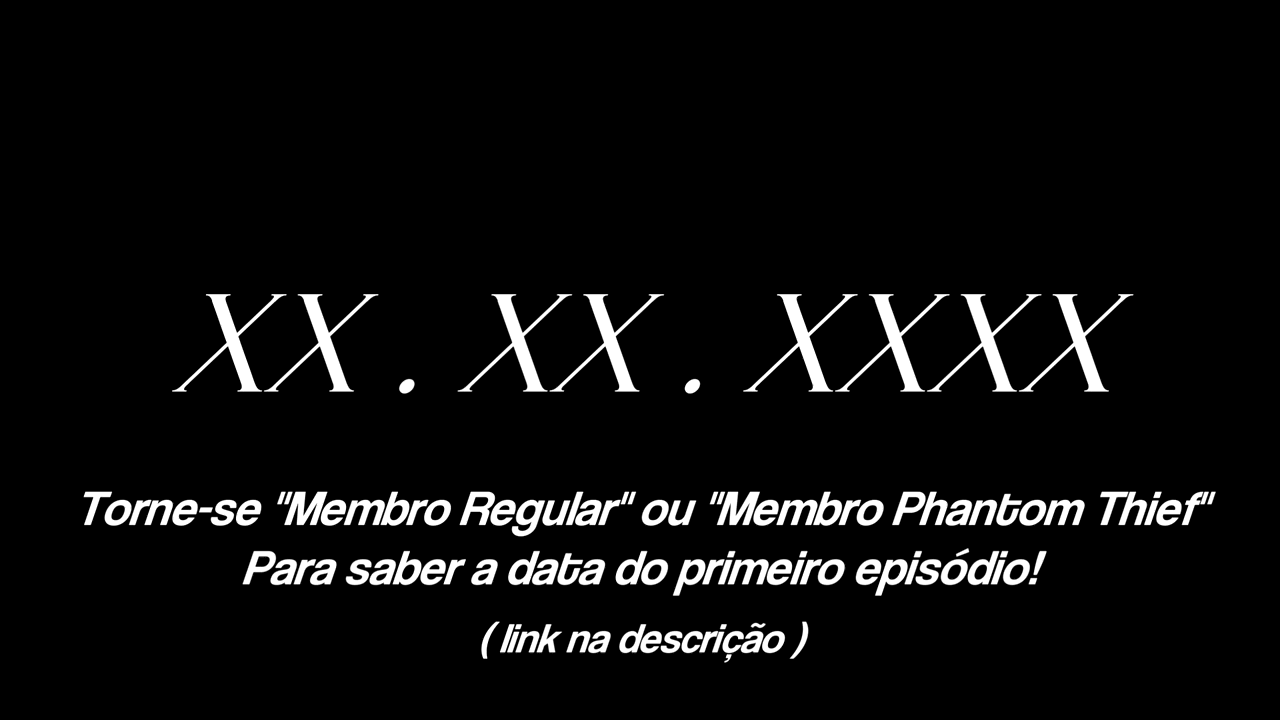 XX . XX . XXXX
Torne-se "Membro Regular" ou "Membro Phantom Thief"
Para saber a data do primeiro episódio!
( link na descrição )